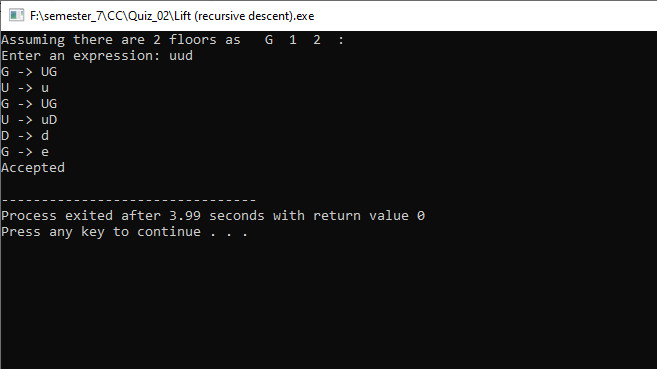 F:\semester_7\CC\Quiz_02\Lift (recursive descent).exe
Assuming there are 2 floors as   G  1  2  :
Enter an expression: uud
G -> UG
U -> u
G -> UG
U -> uD
D -> d
G -> e
Accepted
--------------------------------
Process exited after 3.99 seconds with return value 0
Press any key to continue . . .